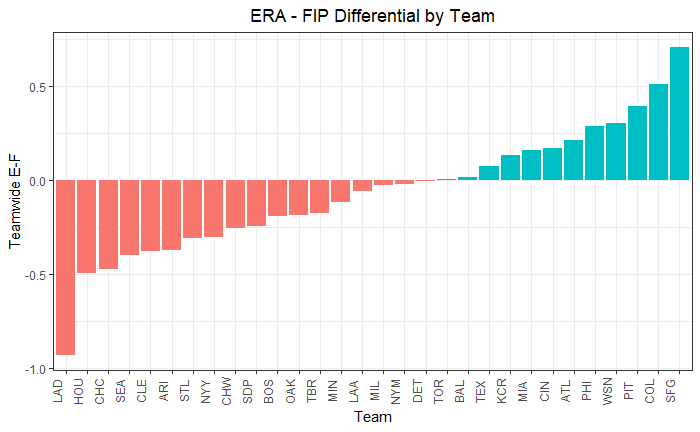 ERA - FIP Differential by Team
Teamwide E-F
0.5
0.0
-0.5
-1.0
LAD HOU CHC SEA CLE ARI STL NYY CHW SDP BOS OAK TBR MIN LAA MIL NYM DET TOR BAL TEX KCR MIA CIN ATL PHI WSN PIT COL SFG
Team